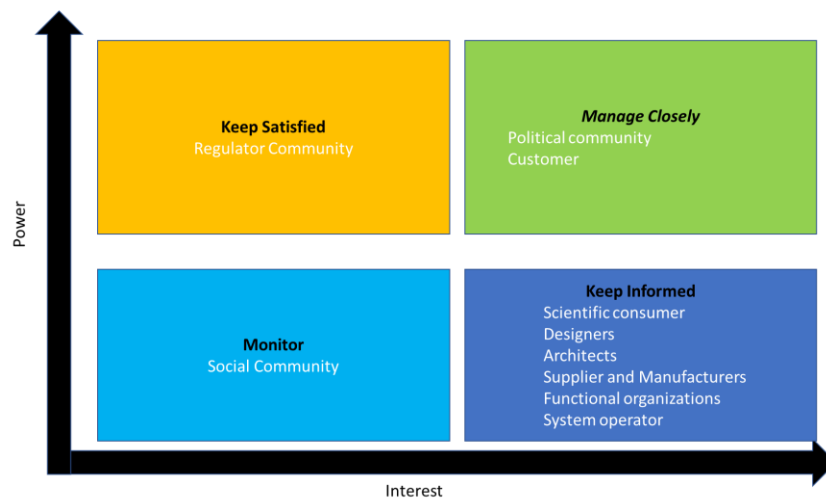 Power
Keep Satisfied
Regulator Community
Manage Closely
Political community
Customer
Monitor
Social Community
Keep Informed
Scientific consumer
Designers
Architects
Supplier and Manufacturers
Functional organizations
System operator
Interest